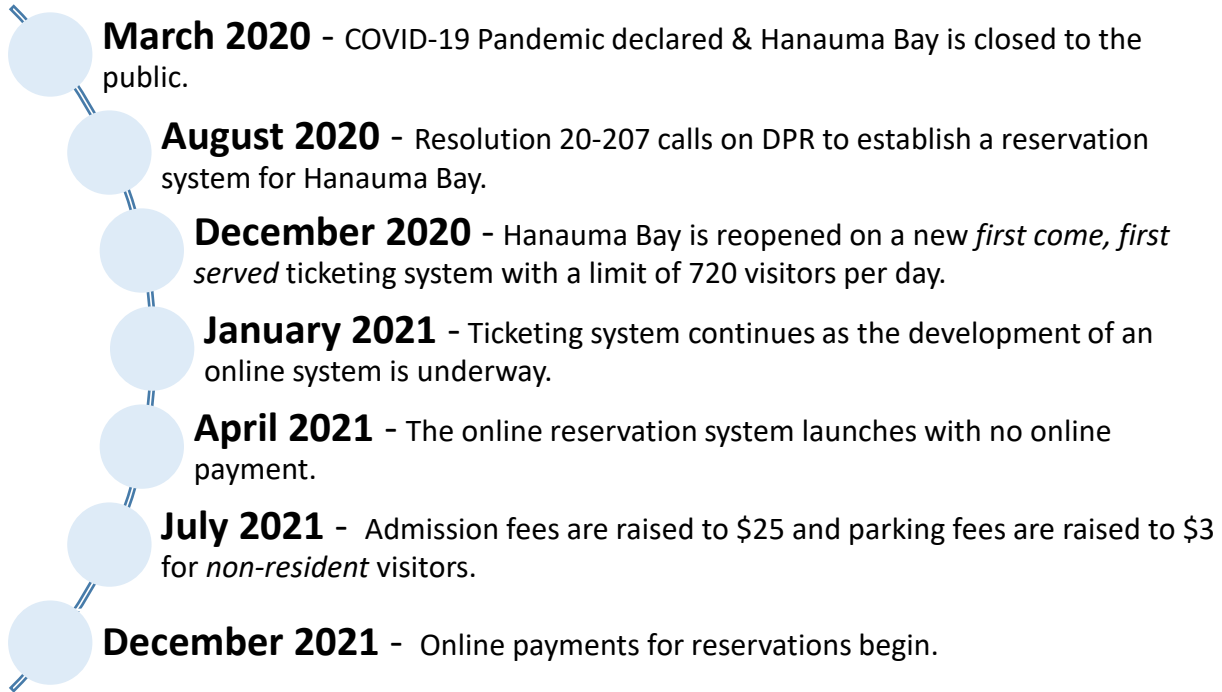 March 2020 - COVID-19 Pandemic declared & Hanauma Bay is closed to the
public.
August 2020 - Resolution 20-207 calls on DPR to establish a reservation
system for Hanauma Bay.
December 2020 - Hanauma Bay is reopened on a new first come, first
served ticketing system with a limit of 720 visitors per day.
January 2021 - Ticketing system continues as the development of an
online system is underway.
April 2021 - The online reservation system launches with no online
payment.
July 2021 - Admission fees are raised to $25 and parking fees are raised to $3
for non-resident visitors.
December 2021 - Online payments for reservations begin.